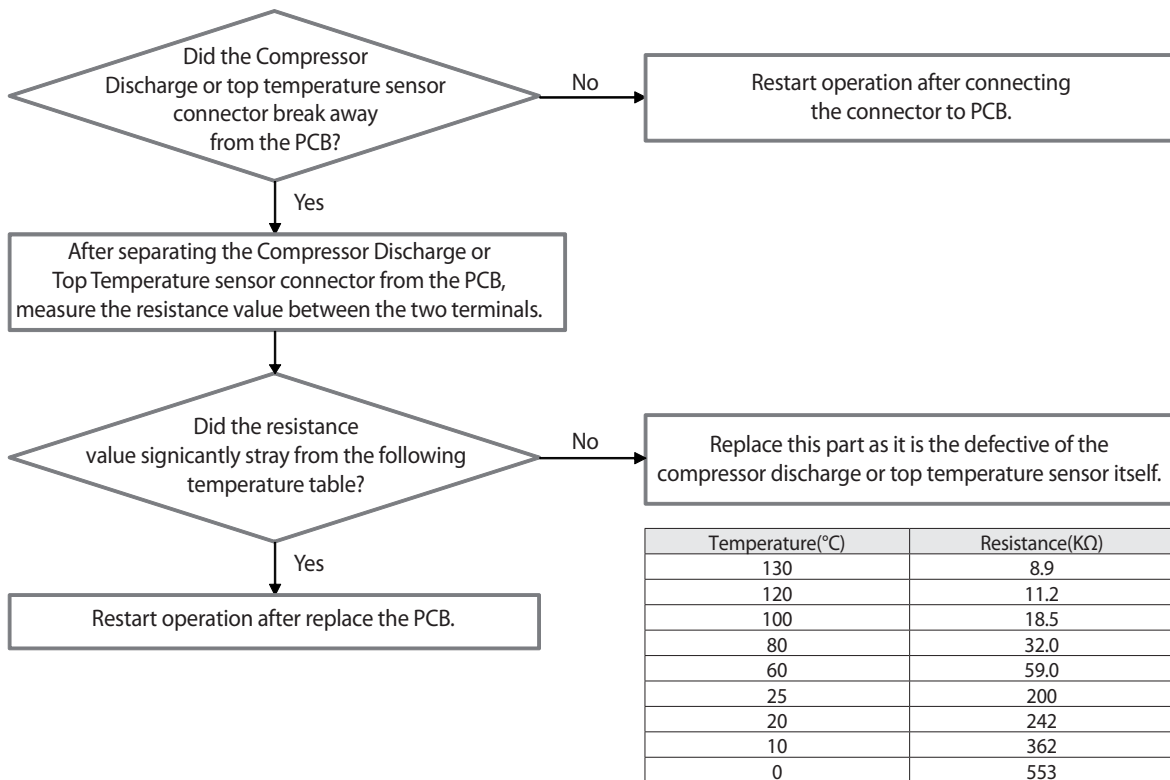 Did the Compressor
Discharge or top temperature sensor
connector break away
from the PCB?
No
Restart operation after connecting
the connector to PCB.
Yes
After separating the Compressor Discharge or
Top Temperature sensor connector from the PCB,
measure the resistance value between the two terminals.
Did the resistance
value signicantly stray from the following
temperature table?
No
Replace this part as it is the defective of the
compressor discharge or top temperature sensor itself.
Yes
Restart operation after replace the PCB.
Temperature(°C) Resistance(KΩ)
130 8.9
120 11.2
100 18.5
80 32.0
60 59.0
25 200
20 242
10 362
0 553